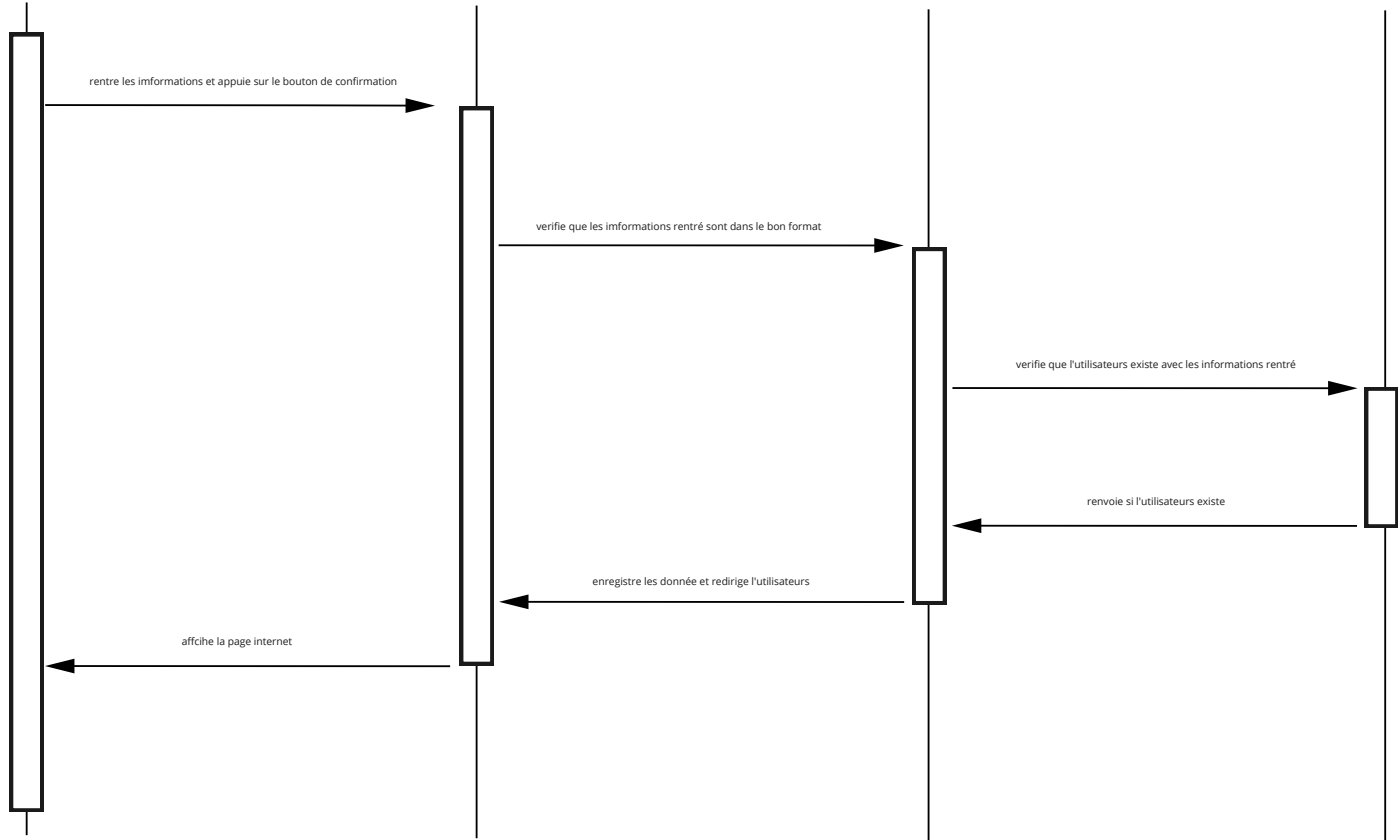 rentre les imformations et appuie sur le bouton de confirmation
verifie que les imformations rentré sont dans le bon format
verifie que l'utilisateurs existe avec les informations rentré
renvoie si l'utilisateurs existe
enregistre les donnée et redirige l'utilisateurs
affcihe la page internet